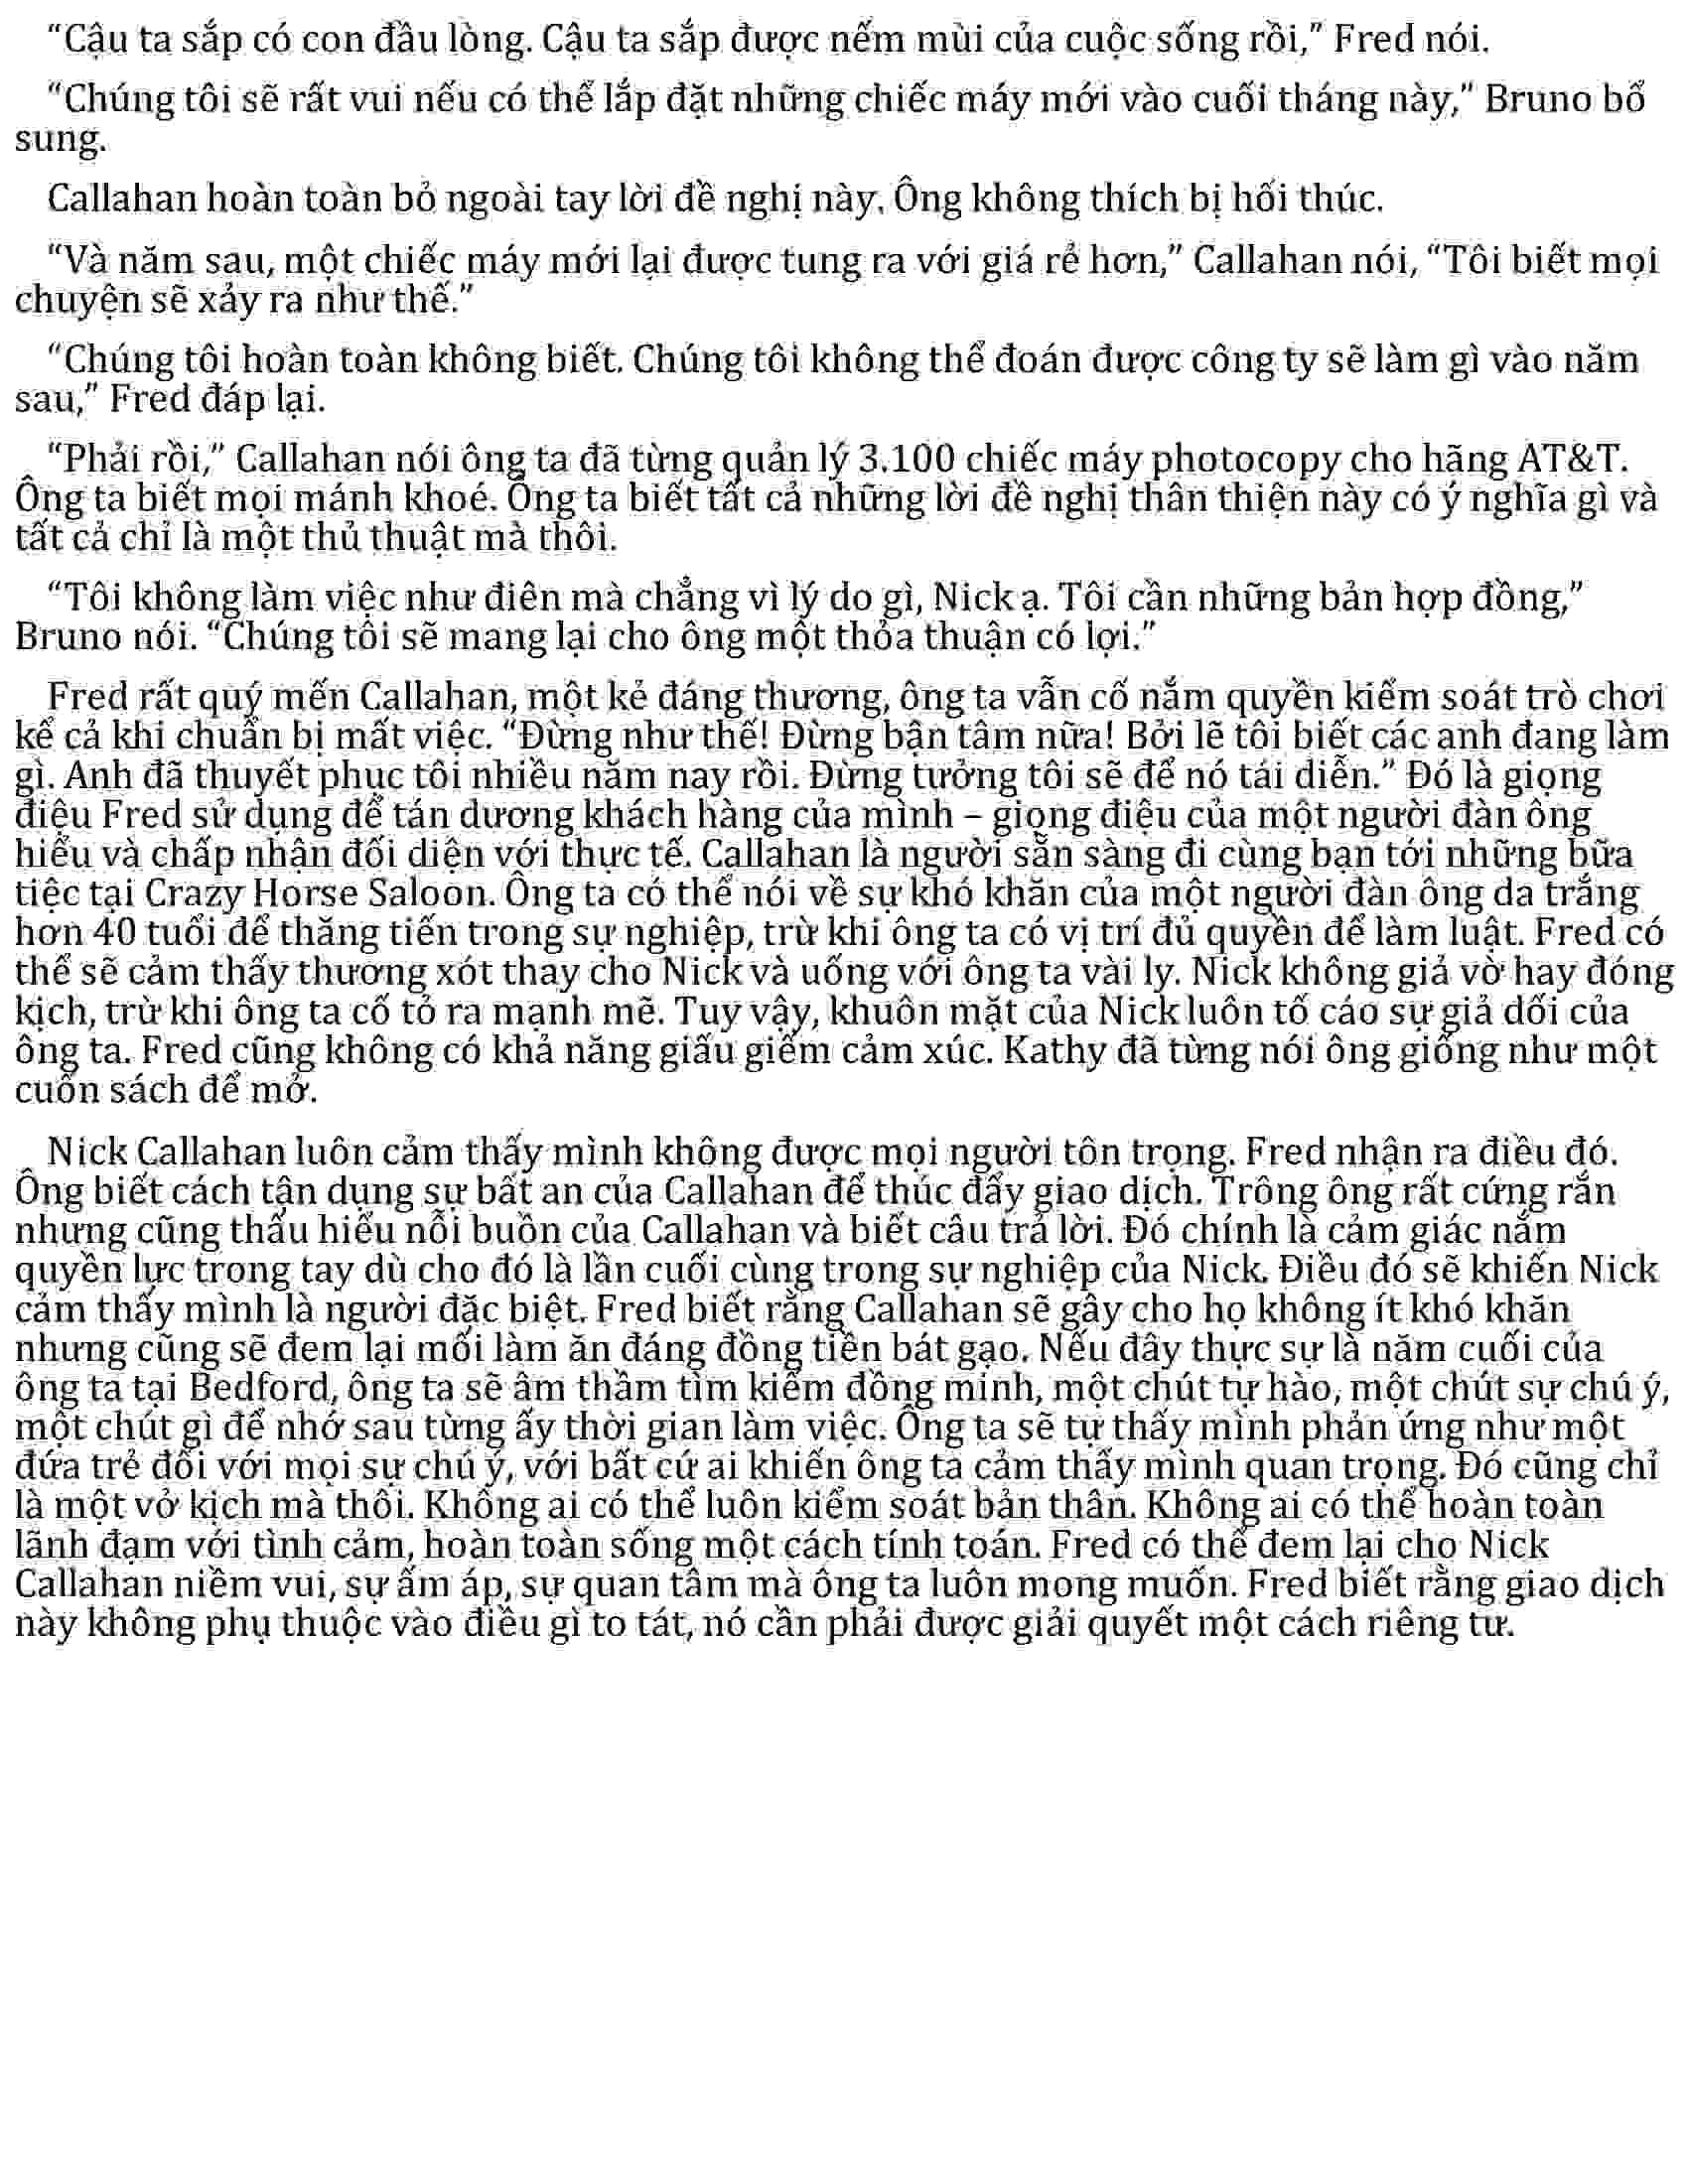 “Cậu ta sắp có con đầu lòng. Cậu ta sắp được nếm mùi của cuộc sống rồi,” Fred nói.
“Chúng tôi sẽ rất vui nếu có thể lắp đặt những chiếc máy mới vào cuối tháng này,” Bruno bổ
sung.
Callahan hoàn toàn bỏ ngoài tay lời đề nghị này. Ông không thích bị hối thúc.
“Và năm sau, một chiếc máy mới lại được tung ra với giá rẻ hơn,” Callahan nói, “Tôi biết mọi
chuyện sẽ xảy ra như thế.”
“Chúng tôi hoàn toàn không biết. Chúng tôi không thể đoán được công ty sẽ làm gì vào năm
sau,” Fred đáp lại.
“Phải rồi,” Callahan nói ông ta đã từng quản lý 3.100 chiếc máy photocopy cho hãng AT&T.
Ông ta biết mọi mánh khoé. Ông ta biết tất cả những lời đề nghị thân thiện này có ý nghĩa gì và
tất cả chỉ là một thủ thuật mà thôi.
“Tôi không làm việc như điên mà chẳng vì lý do gì, Nick ạ. Tôi cần những bản hợp đồng,”
Bruno nói. “Chúng tôi sẽ mang lại cho ông một thỏa thuận có lợi.”
Fred rất quý mến Callahan, một kẻ đáng thương, ông ta vẫn cố nắm quyền kiểm soát trò chơi
kể cả khi chuẩn bị mất việc. “Đừng như thế! Đừng bận tâm nữa! Bởi lẽ tôi biết các anh đang làm
gì. Anh đã thuyết phục tôi nhiều năm nay rồi. Đừng tưởng tôi sẽ để nó tái diễn.” Đó là giọng
điệu Fred sử dụng để tán dương khách hàng của mình – giọng điệu của một người đàn ông
hiểu và chấp nhận đối diện với thực tế. Callahan là người sẵn sàng đi cùng bạn tới những bữa
tiệc tại Crazy Horse Saloon. Ông ta có thể nói về sự khó khăn của một người đàn ông da trắng
hơn 40 tuổi để thăng tiến trong sự nghiệp, trừ khi ông ta có vị trí đủ quyền để làm luật. Fred có
thể sẽ cảm thấy thương xót thay cho Nick và uống với ông ta vài ly. Nick không giả vờ hay đóng
kịch, trừ khi ông ta cố tỏ ra mạnh mẽ. Tuy vậy, khuôn mặt của Nick luôn tố cáo sự giả dối của
ông ta. Fred cũng không có khả năng giấu giếm cảm xúc. Kathy đã từng nói ông giống như một
cuốn sách để mở.
Nick Callahan luôn cảm thấy mình không được mọi người tôn trọng. Fred nhận ra điều đó.
Ông biết cách tận dụng sự bất an của Callahan để thúc đẩy giao dịch. Trông ông rất cứng rắn
nhưng cũng thấu hiểu nỗi buồn của Callahan và biết câu trả lời. Đó chính là cảm giác nắm
quyền lực trong tay dù cho đó là lần cuối cùng trong sự nghiệp của Nick. Điều đó sẽ khiến Nick
cảm thấy mình là người đặc biệt. Fred biết rằng Callahan sẽ gây cho họ không ít khó khăn
nhưng cũng sẽ đem lại mối làm ăn đáng đồng tiền bát gạo. Nếu đây thực sự là năm cuối của
ông ta tại Bedford, ông ta sẽ âm thầm tìm kiếm đồng minh, một chút tự hào, một chút sự chú ý,
một chút gì để nhớ sau từng ấy thời gian làm việc. Ông ta sẽ tự thấy mình phản ứng như một
đứa trẻ đối với mọi sự chú ý, với bất cứ ai khiến ông ta cảm thấy mình quan trọng. Đó cũng chỉ
là một vở kịch mà thôi. Không ai có thể luôn kiểm soát bản thân. Không ai có thể hoàn toàn
lãnh đạm với tình cảm, hoàn toàn sống một cách tính toán. Fred có thể đem lại cho Nick
Callahan niềm vui, sự ấm áp, sự quan tâm mà ông ta luôn mong muốn. Fred biết rằng giao dịch
này không phụ thuộc vào điều gì to tát, nó cần phải được giải quyết một cách riêng tư.